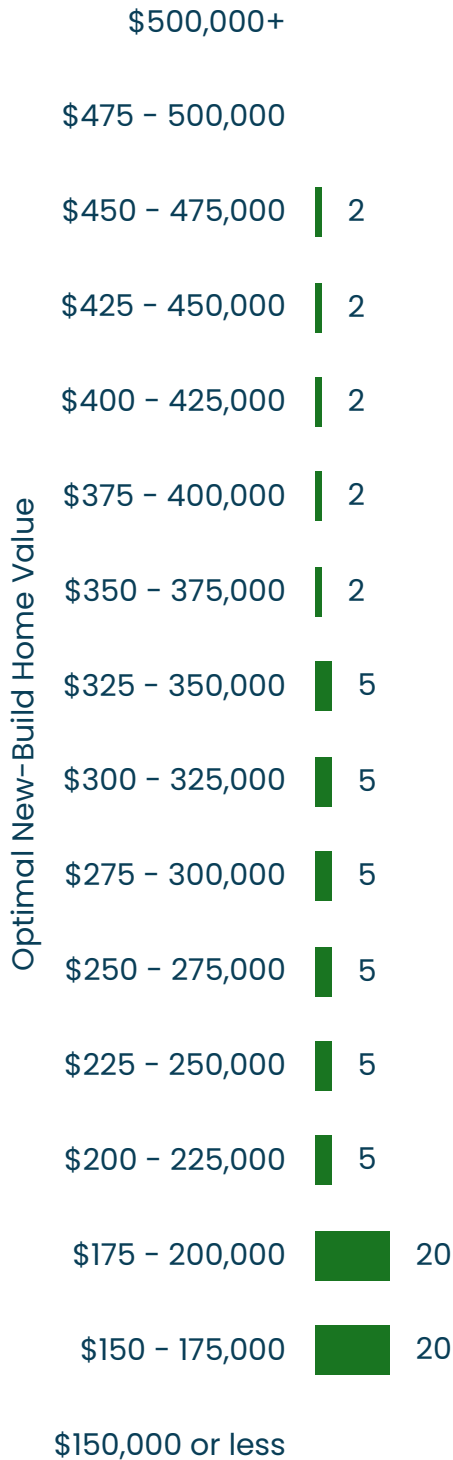 $500,000+
$475 - 500,000
$450 - 475,000 2
$425 - 450,000 2
$400 - 425,000 2
$375 - 400,000 2
$350 - 375,000 2
$325 - 350,000 5
$300 - 325,000 5
$275 - 300,000 5
$250 - 275,000 5
$225 - 250,000 5
$200 - 225,000 5
$175 - 200,000 20
$150 - 175,000 20
$150,000 or less
Optimal New-Build Home Value